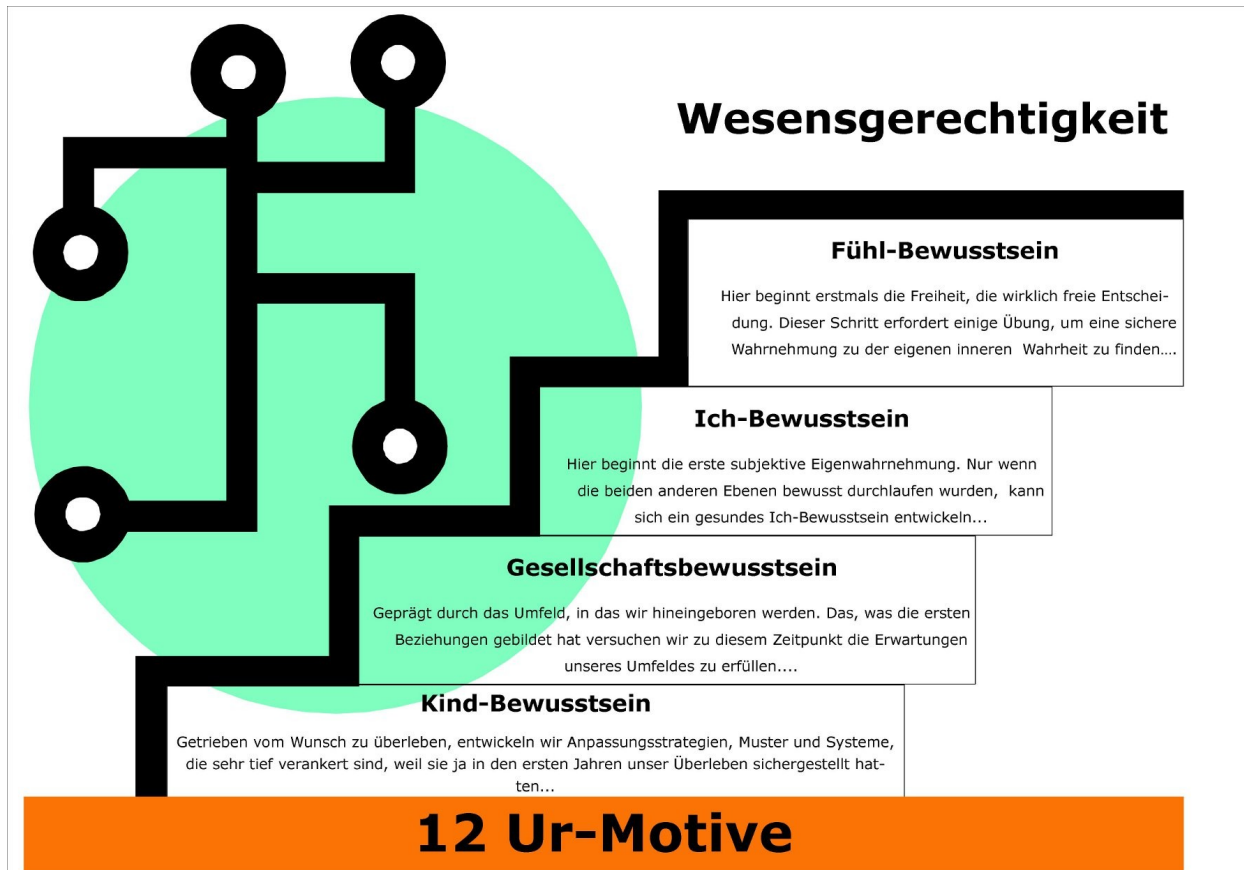 Wesensgerechtigkeit
Fühl-Bewusstsein
Hier beginnt erstmals die Freiheit, die wirklich freie Entschei-
dung. Dieser Schritt erfordert einige Übung, um eine sichere
Wahrnehmung zu der eigenen inneren Wahrheit zu finden....
Ich-Bewusstsein
Hier beginnt die erste subjektive Eigenwahrnehmung. Nur wenn
die beiden anderen Ebenen bewusst durchlaufen wurden, kann
sich ein gesundes Ich-Bewusstsein entwickeln...
Gesellschaftsbewusstsein
Geprägt durch das Umfeld, in das wir hineingeboren werden. Das, was die ersten
Beziehungen gebildet hat versuchen wir zu diesem Zeitpunkt die Erwartungen
unseres Umfeldes zu erfüllen....
Kind-Bewusstsein
Getrieben vom Wunsch zu überleben, entwickeln wir Anpassungsstrategien, Muster und Systeme,
die sehr tief verankert sind, weil sie ja in den ersten Jahren unser Überleben sichergestellt hat-
ten...
12 Ur-Motive